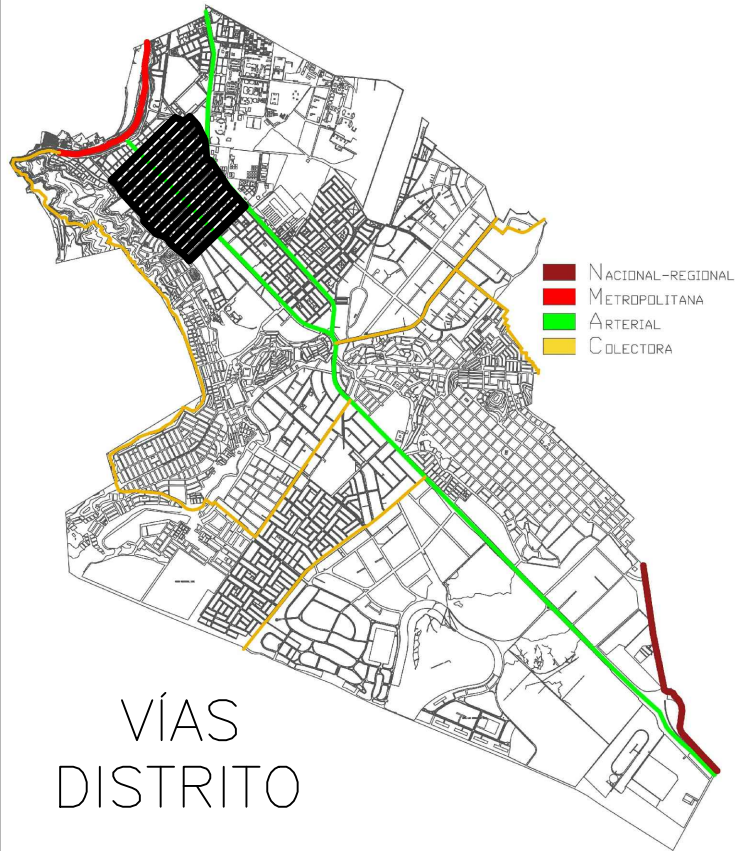 NACIONAL-REGIONAL
METROPOLITANA
ARTERIAL
COLECTORA
VÍAS
DISTRITO